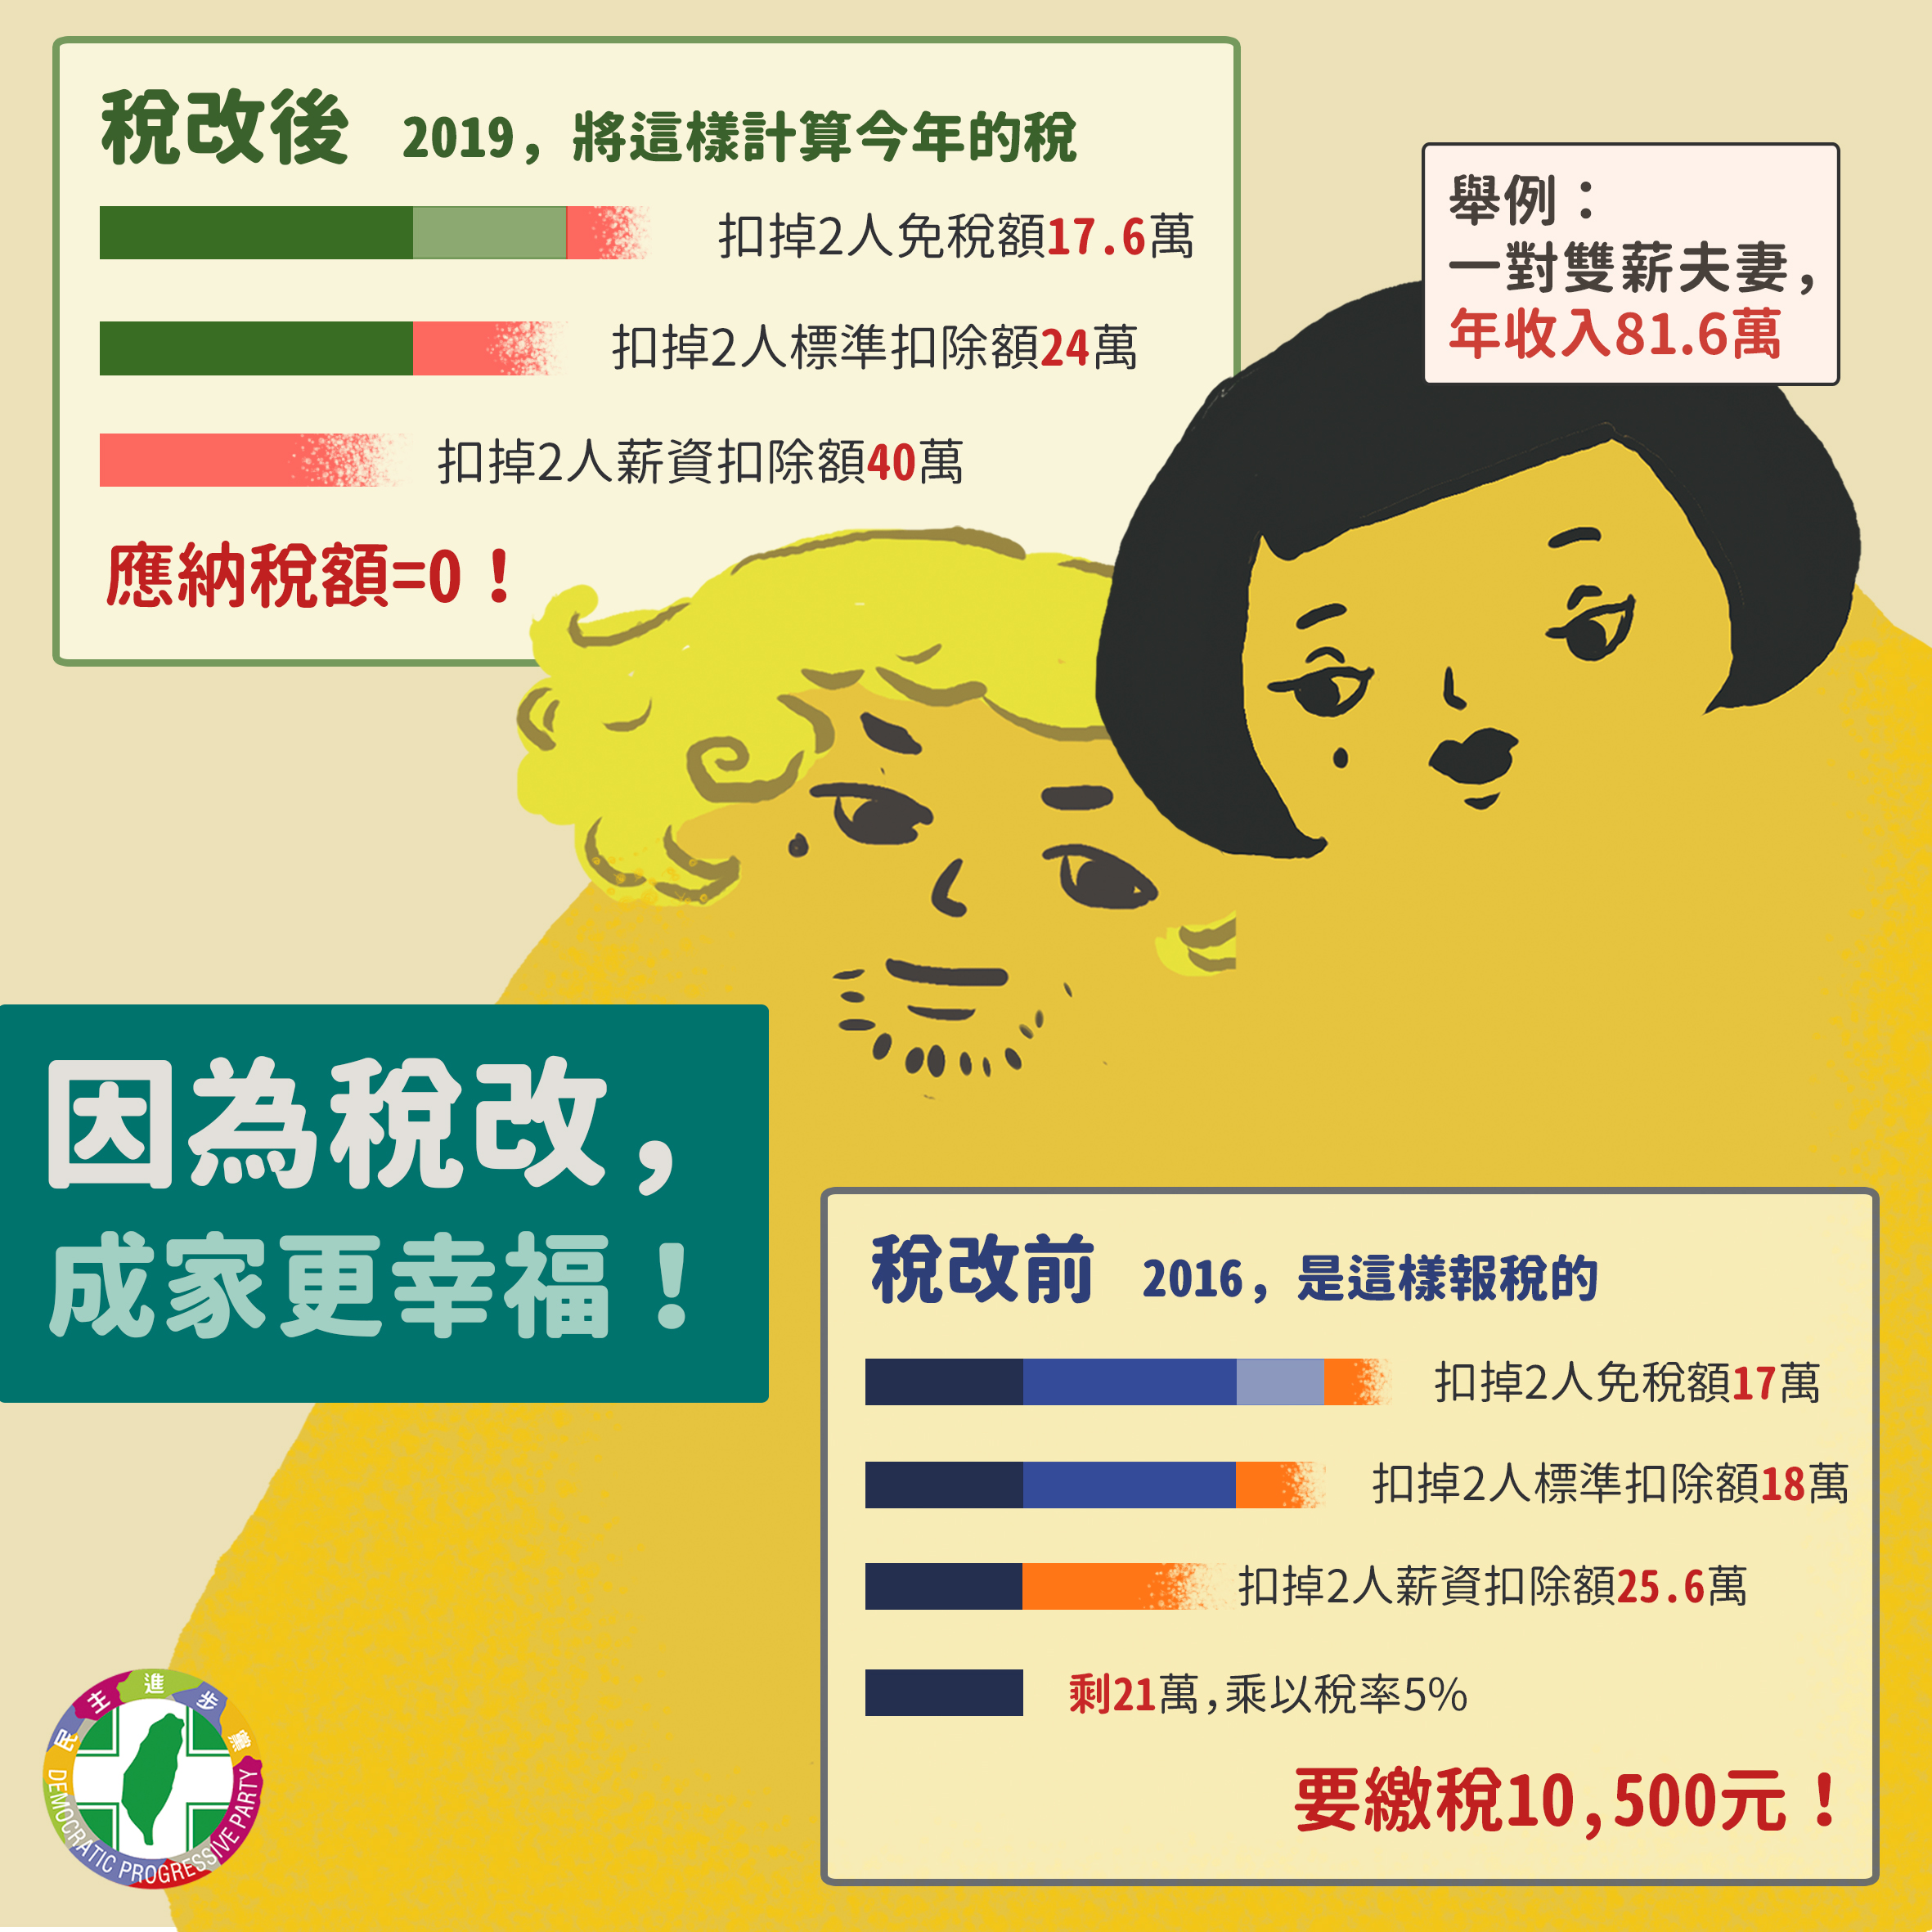 稅改後 2019，將這樣計算今年的稅
扣掉2人免稅額17.6萬
扣掉2人標準扣除額24萬
扣掉2人薪資扣除額40萬
應納稅額=0！
舉例：
一對雙薪夫妻，
年收入81.6萬
因為稅改，
成家更幸福！
稅改前 2016，是這樣報稅的
扣掉2人免稅額17萬
扣掉2人標準扣除額18萬
扣掉2人薪資扣除額25.6萬
剩21萬，乘以稅率5%
要繳稅10,500元！
民主進步黨
DEMOCRATIC PROGRESSIVE PARTY